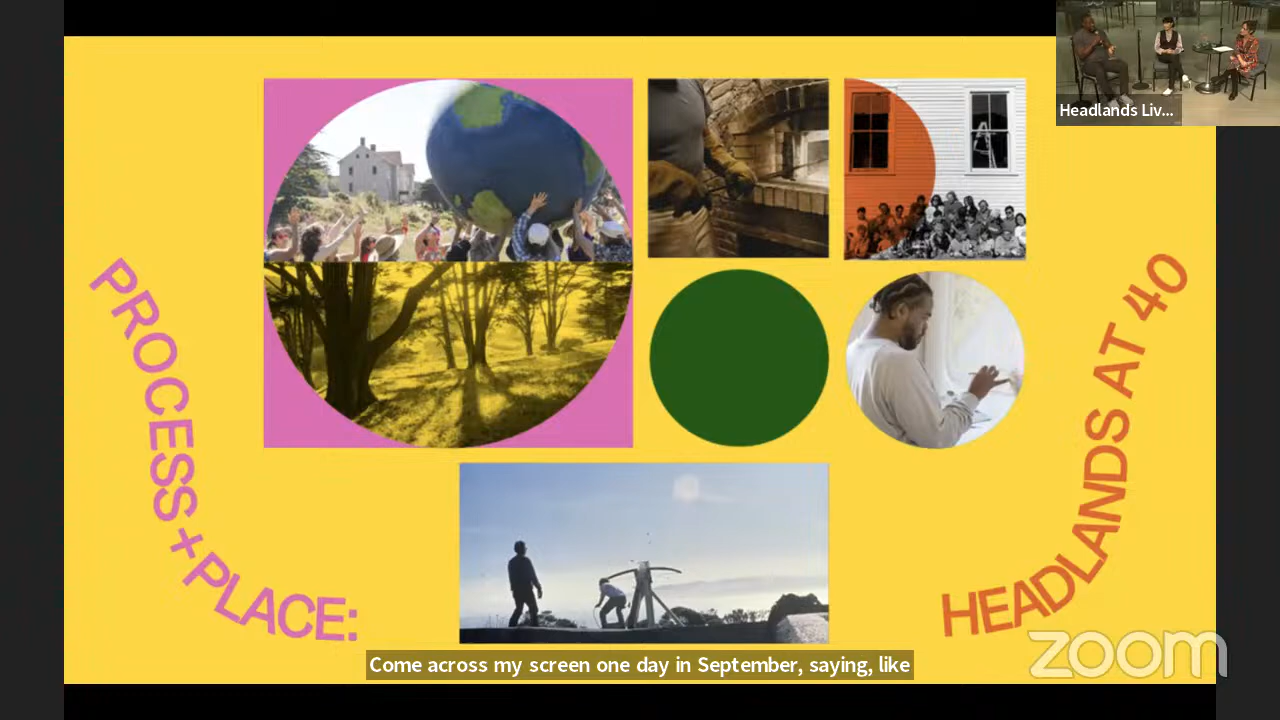 Headlands Liv...
PROCESS + PLACE:
HEADLANDS AT 40
Come across my screen one day in September, saying, like
zoom